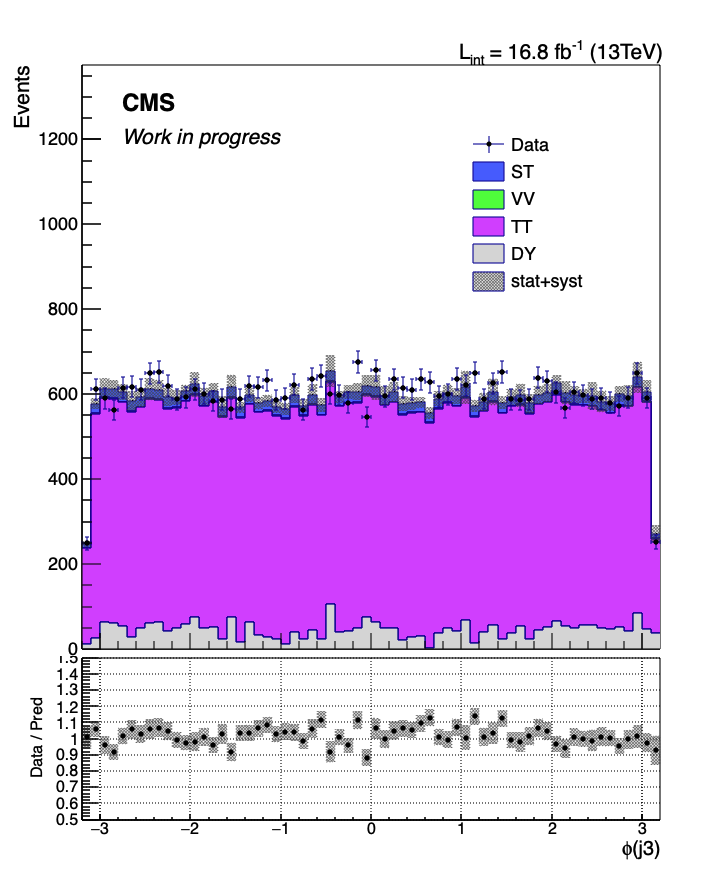 L_int = 16.8 fb⁻¹ (13TeV)
Events
CMS
Work in progress
Data
ST
VV
TT
DY
stat+syst
1200
1000
800
600
400
200
0
Data / Pred
1.5
1.4
1.3
1.2
1.1
1
0.9
0.8
0.7
0.6
0.5
−3 −2 −1 0 1 2 3
ϕ(j3)